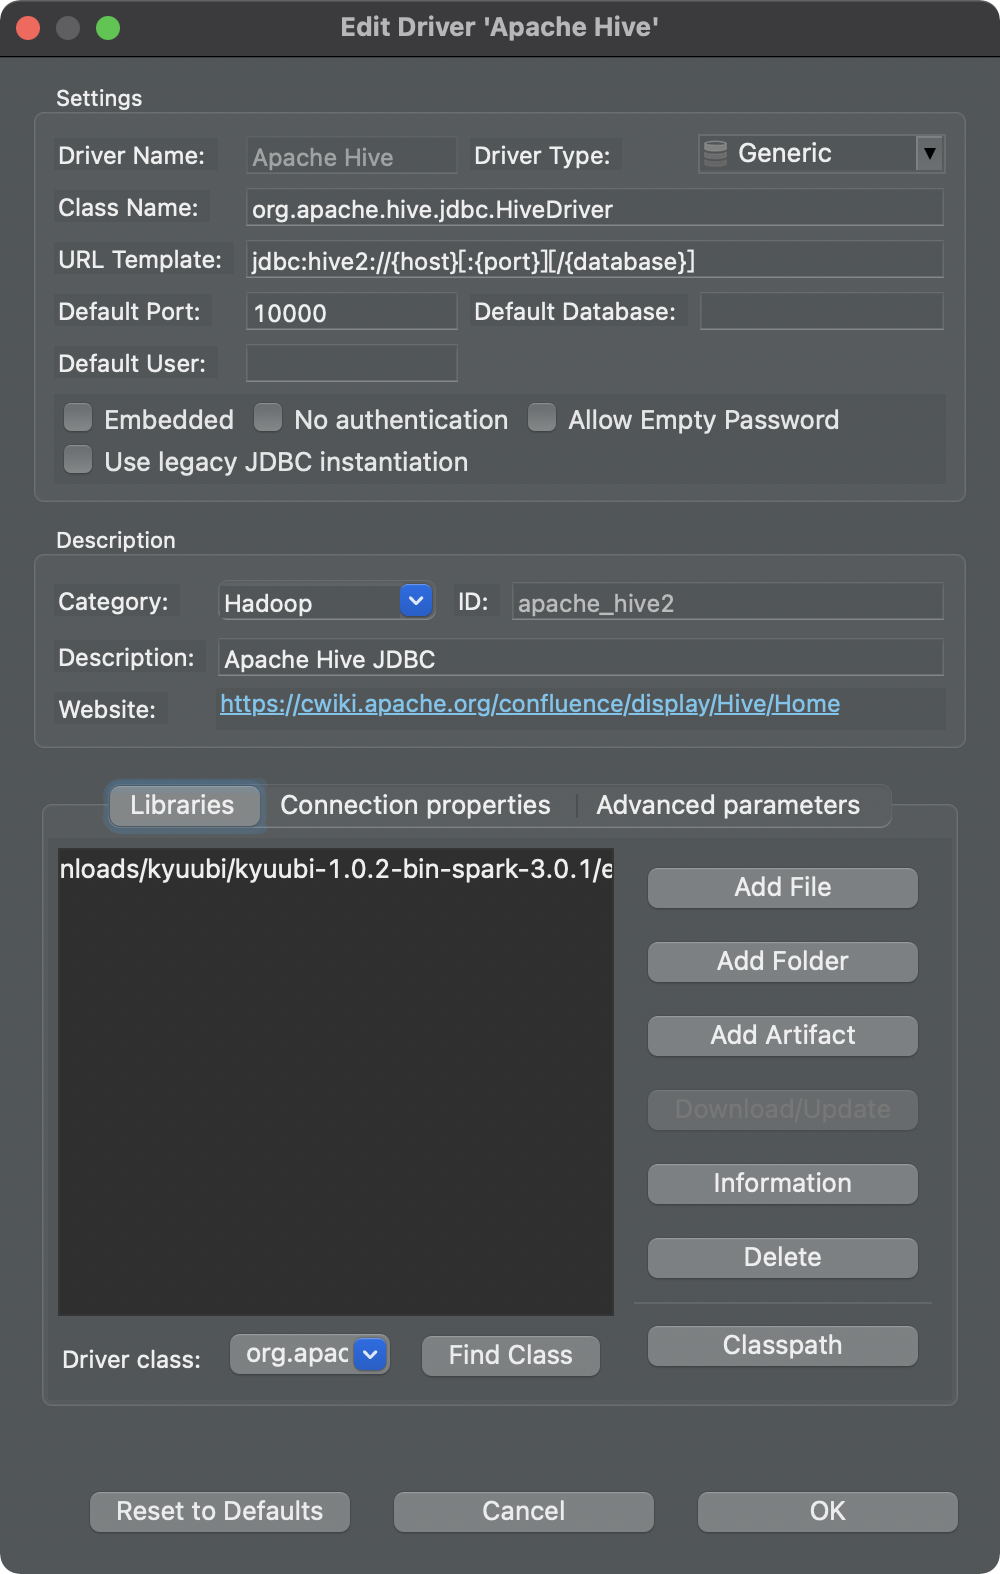 Edit Driver 'Apache Hive'
Settings
Driver Name: Apache Hive Driver Type: Generic
Class Name: org.apache.hive.jdbc.HiveDriver
URL Template: jdbc:hive2://{host}[:{port}][/{database}]
Default Port: 10000 Default Database:
Default User:
Embedded No authentication Allow Empty Password
Use legacy JDBC instantiation
Description
Category: Hadoop ID: apache_hive2
Description: Apache Hive JDBC
Website: https://cwiki.apache.org/confluence/display/Hive/Home
Libraries Connection properties Advanced parameters
nloads/kyuubi/kyuubi-1.0.2-bin-spark-3.0.1/e
Add File
Add Folder
Add Artifact
Download/Update
Information
Delete
Classpath
Driver class: org.apac Find Class
Reset to Defaults Cancel OK